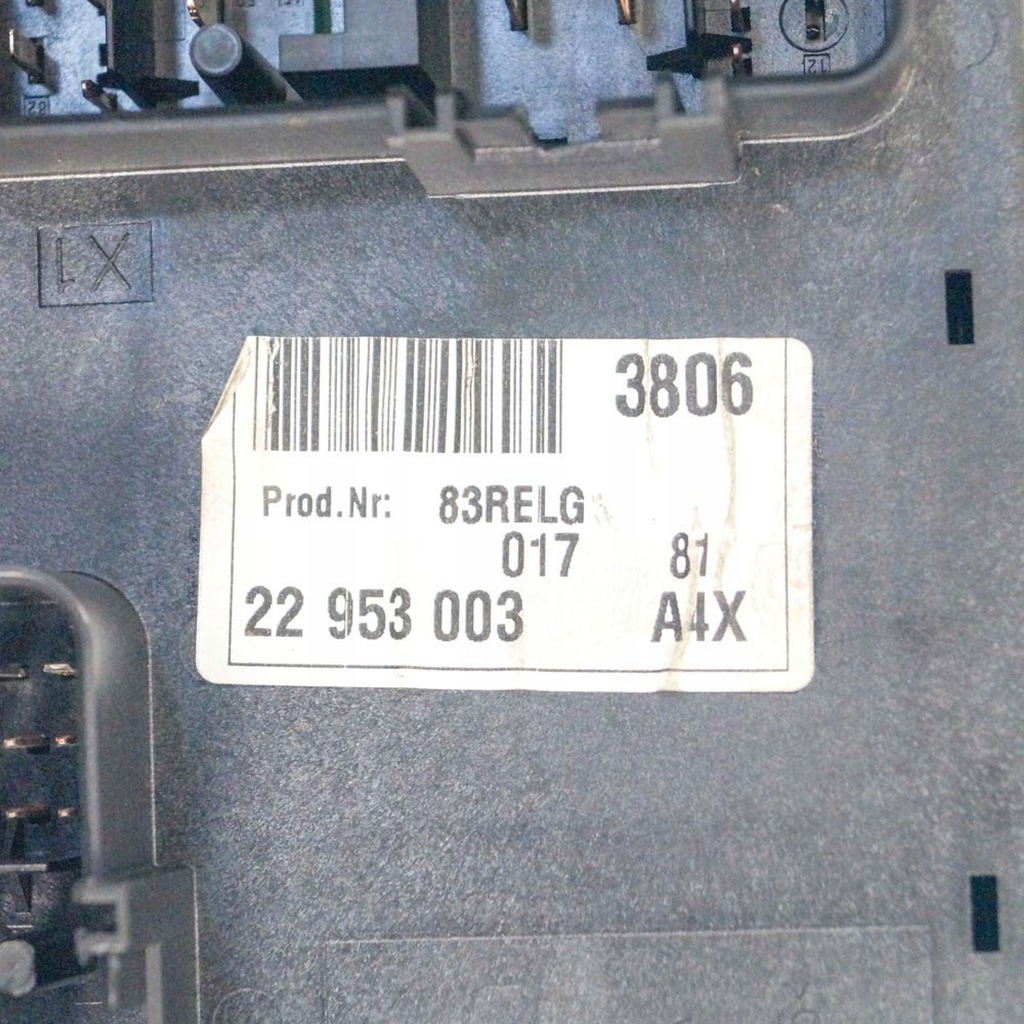 X1
3806
Prod.Nr: 83RELG
017 81
22 953 003 A4X